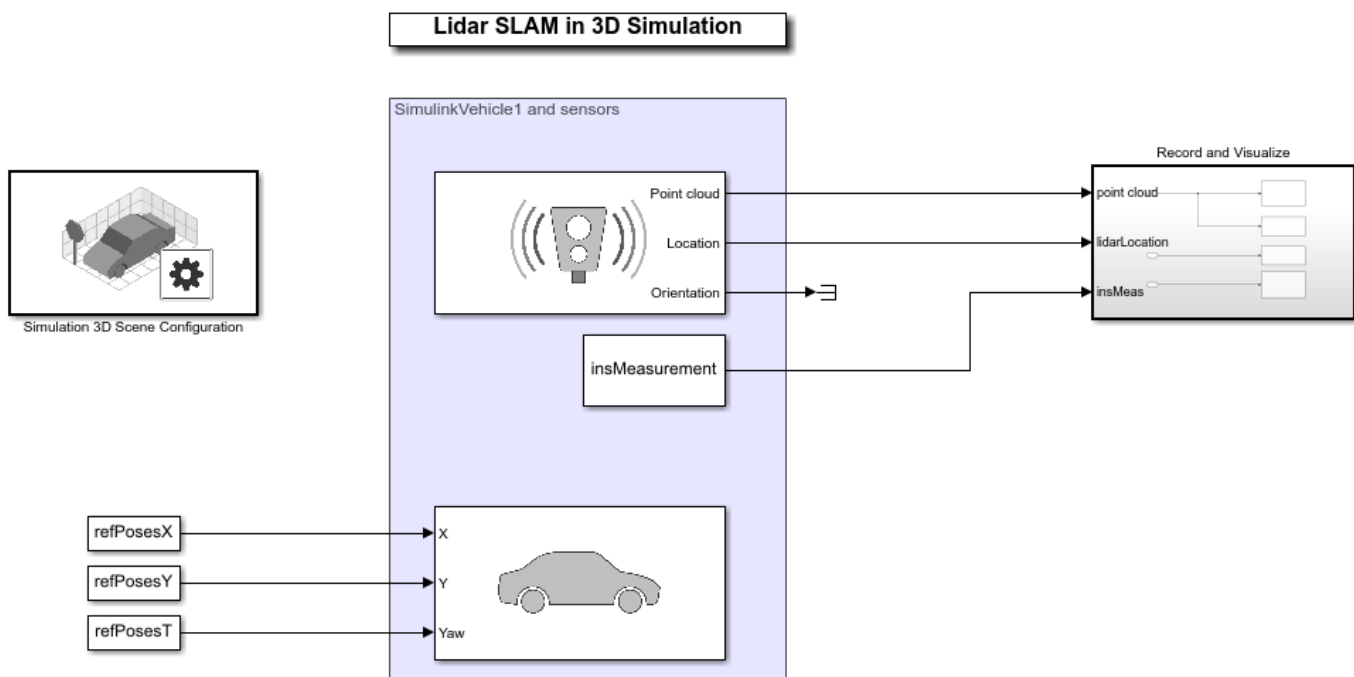 Lidar SLAM in 3D Simulation
SimulinkVehicle1 and sensors
Record and Visualize
Point cloud
point cloud
Location
lidarLocation
Orientation
insMeas
Simulation 3D Scene Configuration
insMeasurement
refPosesX
X
refPosesY
Y
refPosesT
Yaw